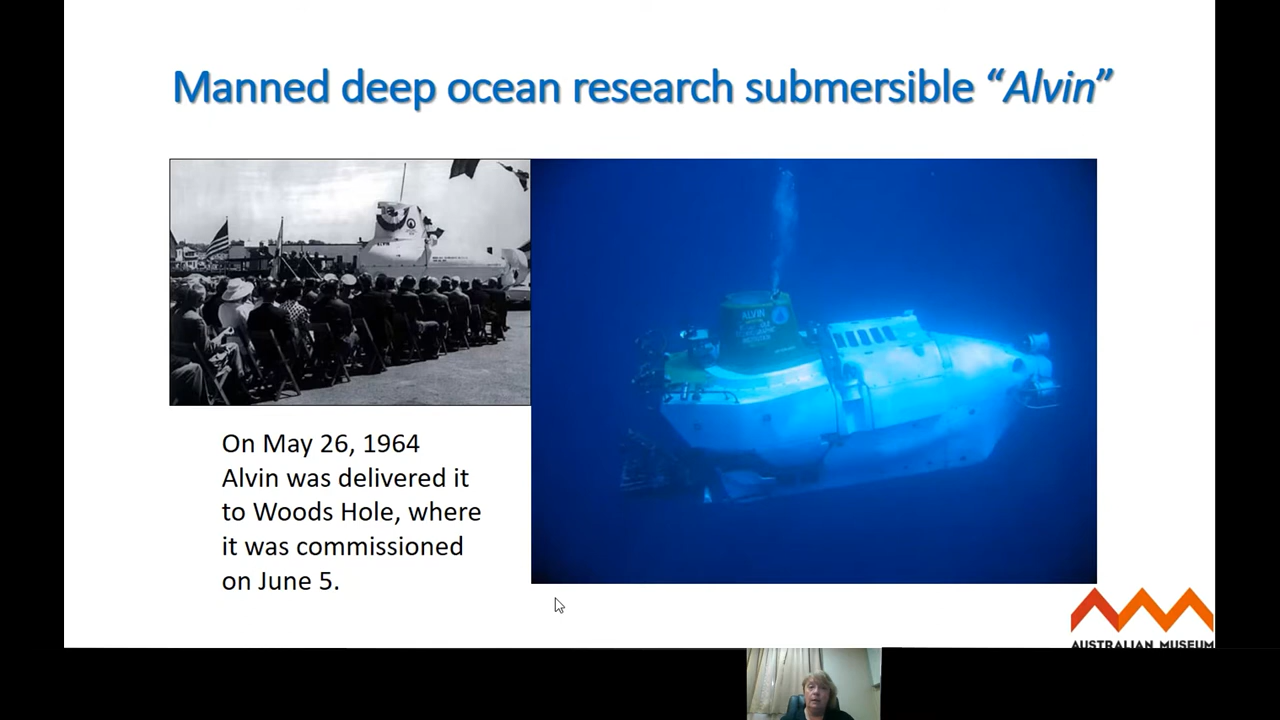 Manned deep ocean research submersible “Alvin”
On May 26, 1964
Alvin was delivered it
to Woods Hole, where
it was commissioned
on June 5.
ALVIN
AUSTRALIAN MUSEUM